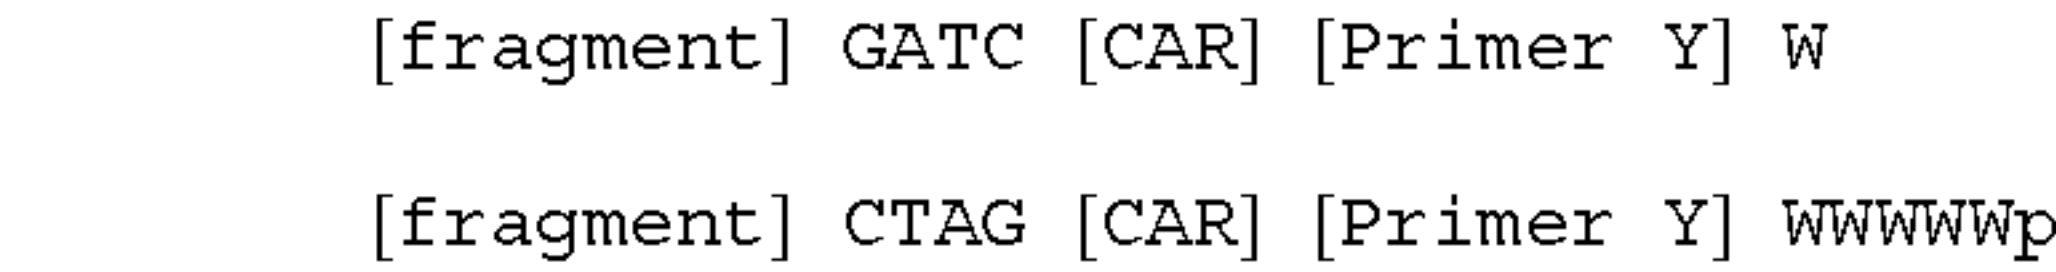 [fragment] GATC [CAR] [Primer Y] W
[fragment] CTAG [CAR] [Primer Y] WWWWWp